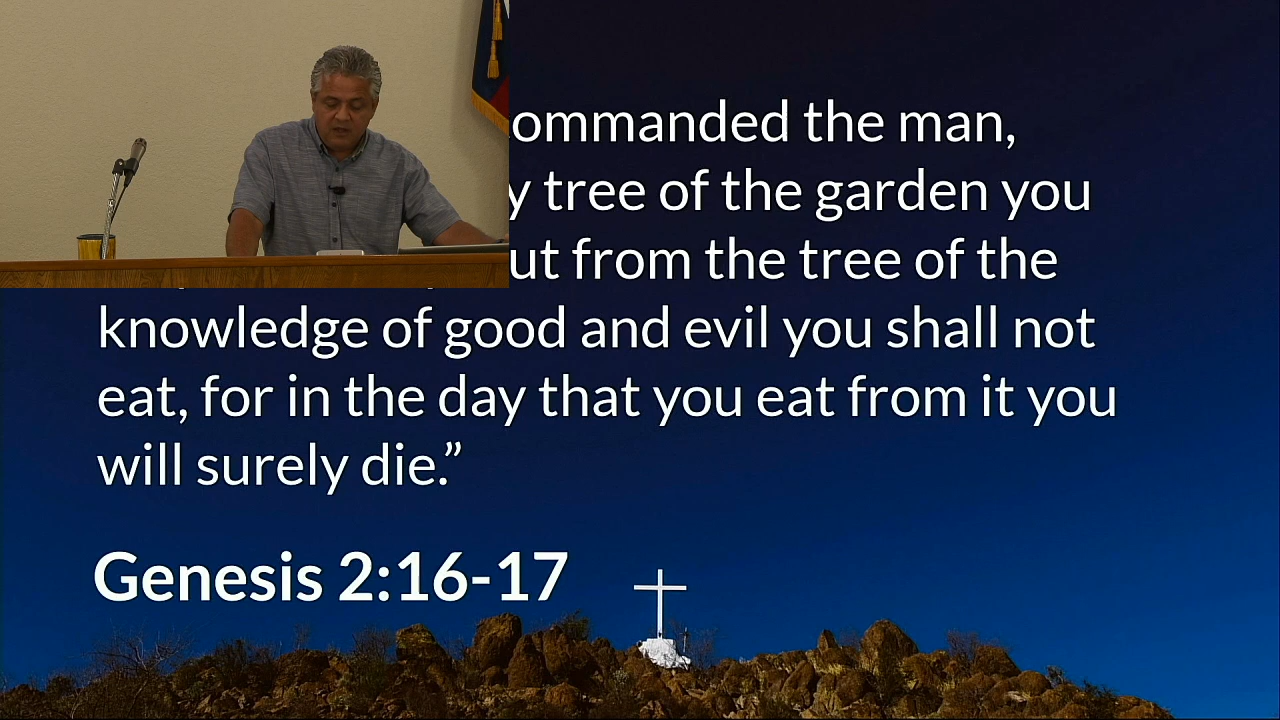 ommanded the man,
y tree of the garden you
ut from the tree of the
knowledge of good and evil you shall not
eat, for in the day that you eat from it you
will surely die.”
Genesis 2:16-17